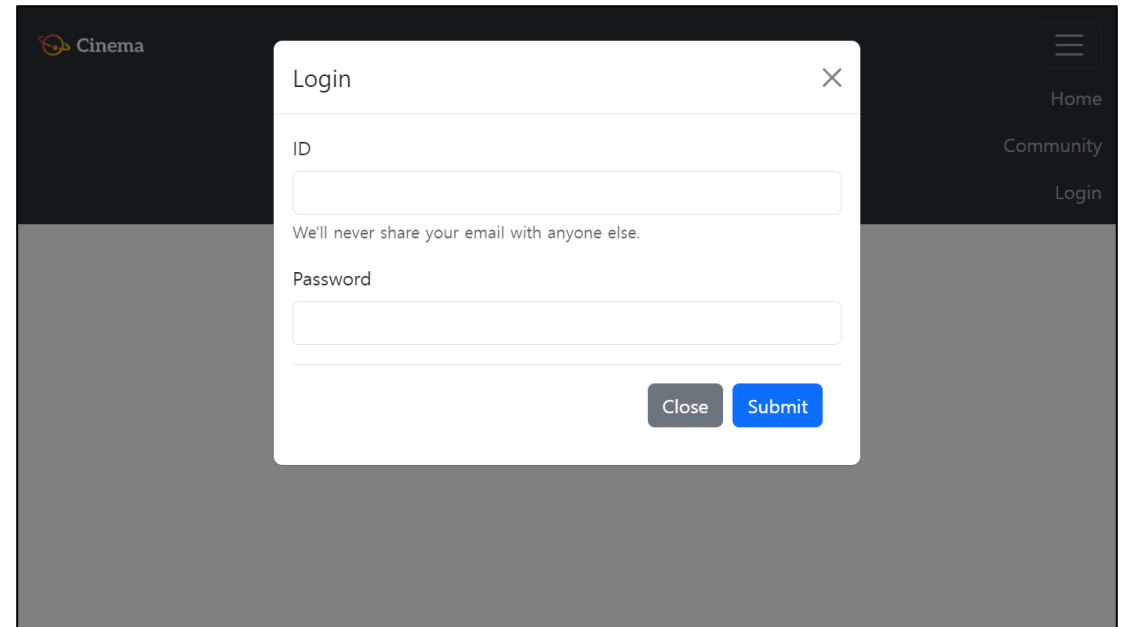 Cinema
Login
Home
Community
Login
ID
We'll never share your email with anyone else.
Password
Close Submit